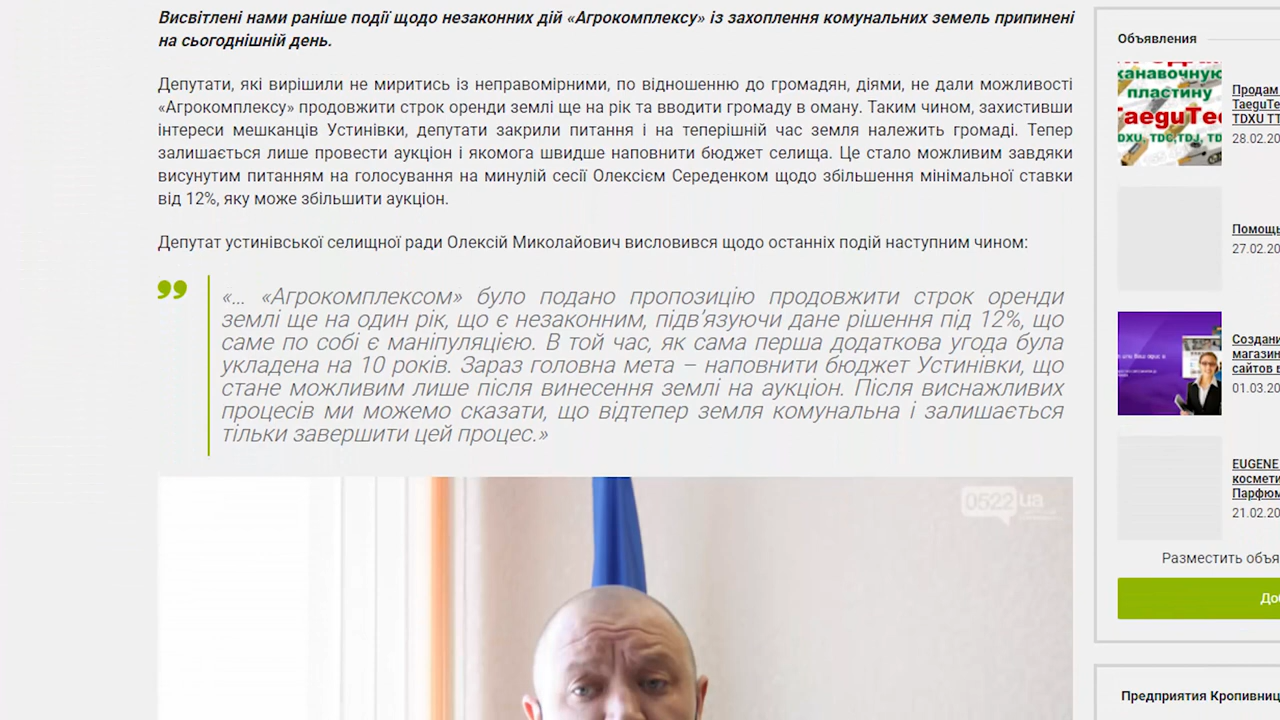 Висвітлені нами раніше події щодо незаконних дій «Агрокомплексу» із захоплення комунальних земель припинені
на сьогоднішній день.
Депутати, які вирішили не миритись із неправомірними, по відношенню до громадян, діями, не дали можливості
«Агрокомплексу» продовжити строк оренди землі ще на рік та вводити громаду в оману. Таким чином, захистивши
інтереси мешканців Устинівки, депутати закрили питання і на теперішній час земля належить громаді. Тепер
залишається лише провести аукціон і якомога швидше наповнити бюджет селища. Це стало можливим завдяки
висунутим питанням на голосування на минулій сесії Олексієм Середенком щодо збільшення мінімальної ставки
від 12%, яку може збільшити аукціон.
Депутат устинівської селищної ради Олексій Миколайович висловився щодо останніх подій наступним чином:
«... «Агрокомплексом» було подано пропозицію продовжити строк оренди
землі ще на один рік, що є незаконним, підв’язуючи дане рішення під 12%, що
саме по собі є маніпуляцією. В той час, як сама перша додаткова угода була
укладена на 10 років. Зараз головна мета – наповнити бюджет Устинівки, що
стане можливим лише після винесення землі на аукціон. Після виснажливих
процесів ми можемо сказати, що відтепер земля комунальна і залишається
тільки завершити цей процес.»
0522.ua
Объявления
канавочную
пластину
TaeguTec
TDXU, TDC, TDJ, TD
Продам
TaeguTe
TDXU TT
28.02.20
Помощь
27.02.20
Создани
магазин
сайтов в
01.03.20
EUGENE
космети
Парфюм
21.02.20
Разместить объя
До
Предприятия Кропивниц